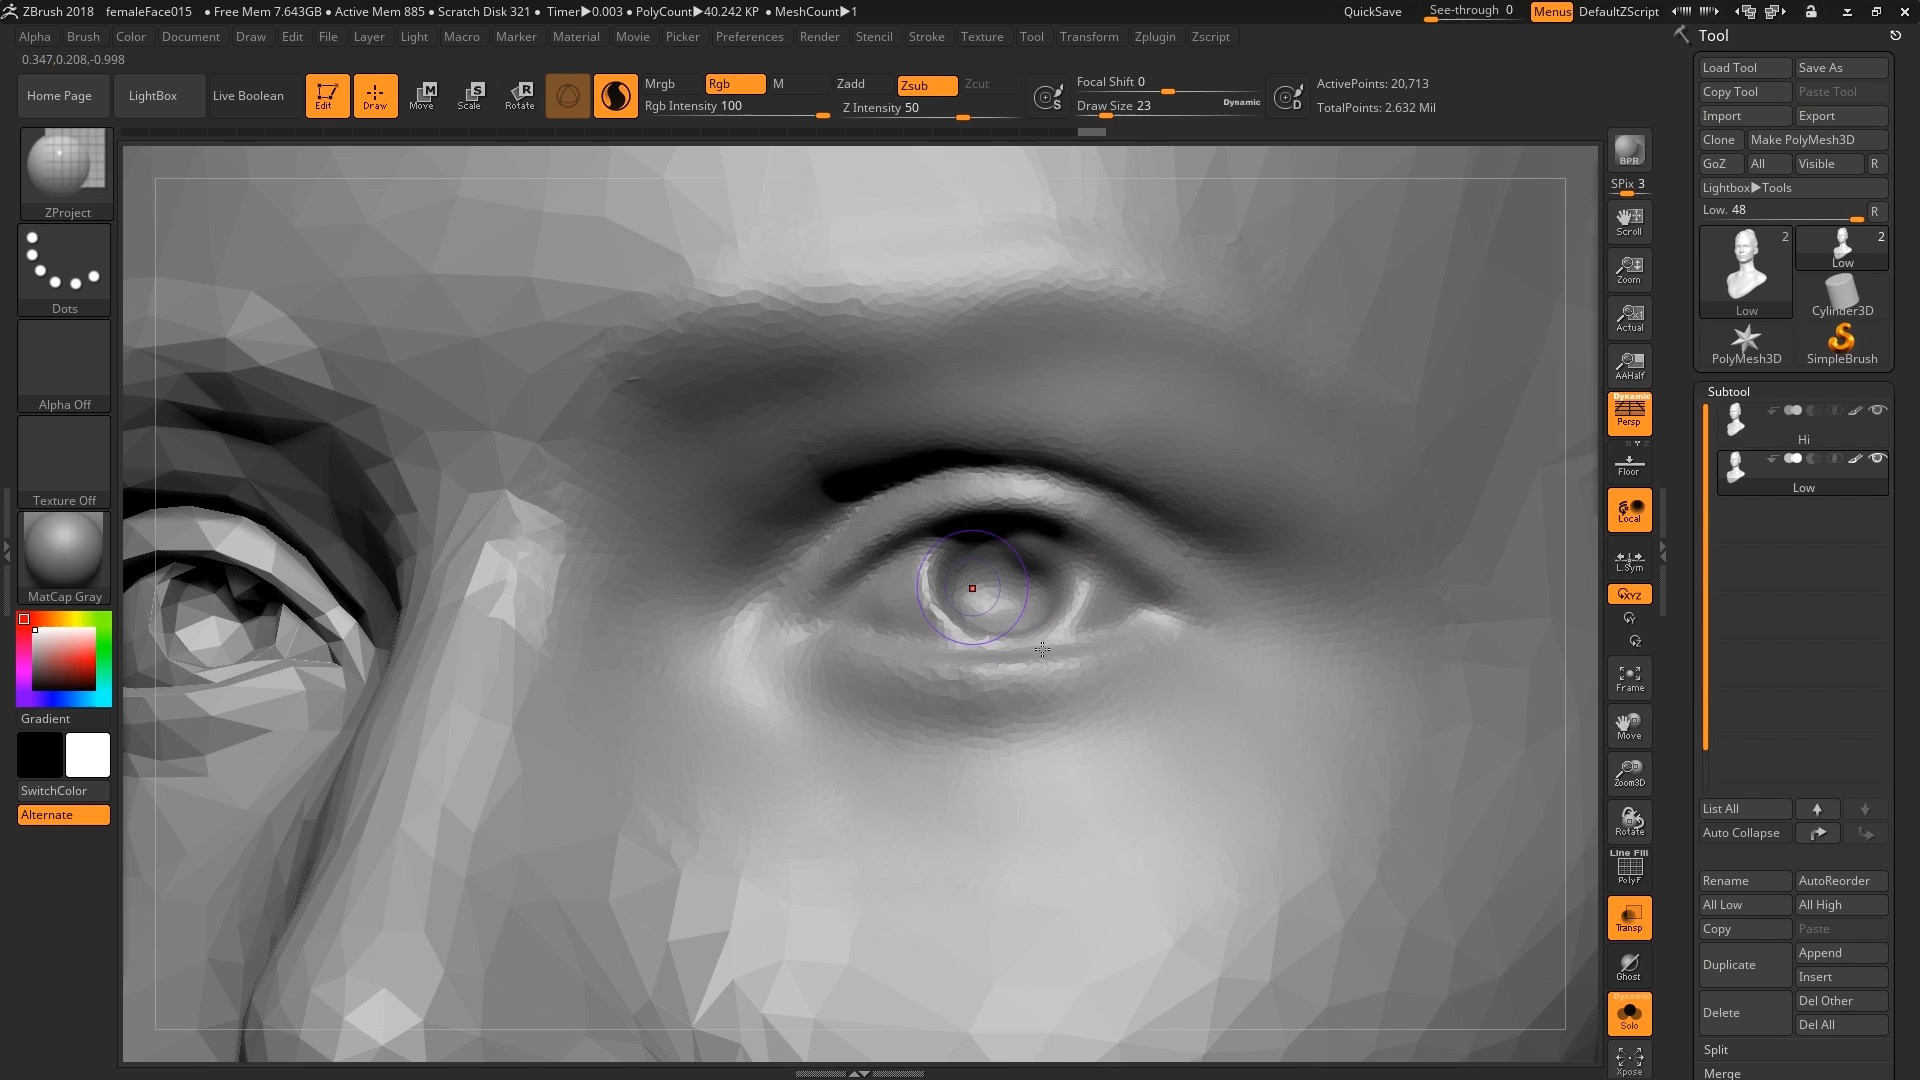 ZBrush 2018 femaleFace015 • Free Mem 7.643GB • Active Mem 885 • Scratch Disk 321 • Timer▶0.003 • PolyCount▶40.242 KP • MeshCount▶1 QuickSave See-through 0 Menus DefaultZScript
Alpha Brush Color Document Draw Edit File Layer Light Macro Marker Material Movie Picker Preferences Render Stencil Stroke Texture Tool Transform Zplugin Zscript
0.347,0.208,-0.998
Home Page LightBox Live Boolean Edit Draw Move Scale Rotate
M S R
Mrgb Rgb M Zadd Zsub Zcut
Rgb Intensity 100 Z Intensity 50
S Focal Shift 0 D
Draw Size 23 Dynamic
ActivePoints: 20,713
TotalPoints: 2.632 Mil
ZProject
Dots
Alpha Off
Texture Off
MatCap Gray
Gradient
SwitchColor
Alternate
BPR
SPix 3
Scroll
Zoom
Actual
AAHalf
Dynamic
Persp
Floor
Local
L.Sym
XYZ
Y
Z
Frame
Move
Zoom3D
Rotate
Line Fill
PolyF
Transp
Ghost
Dynamic
Solo
Xpose
Tool
Load Tool Save As
Copy Tool Paste Tool
Import Export
Clone Make PolyMesh3D
GoZ All Visible R
Lightbox▶Tools
Low. 48 R
2 2
Low
Low Cylinder3D
PolyMesh3D SimpleBrush
Subtool
Hi
Low
List All
Auto Collapse
Rename AutoReorder
All Low All High
Copy Paste
Duplicate Append
Insert
Delete Del Other
Del All
Split
Merge